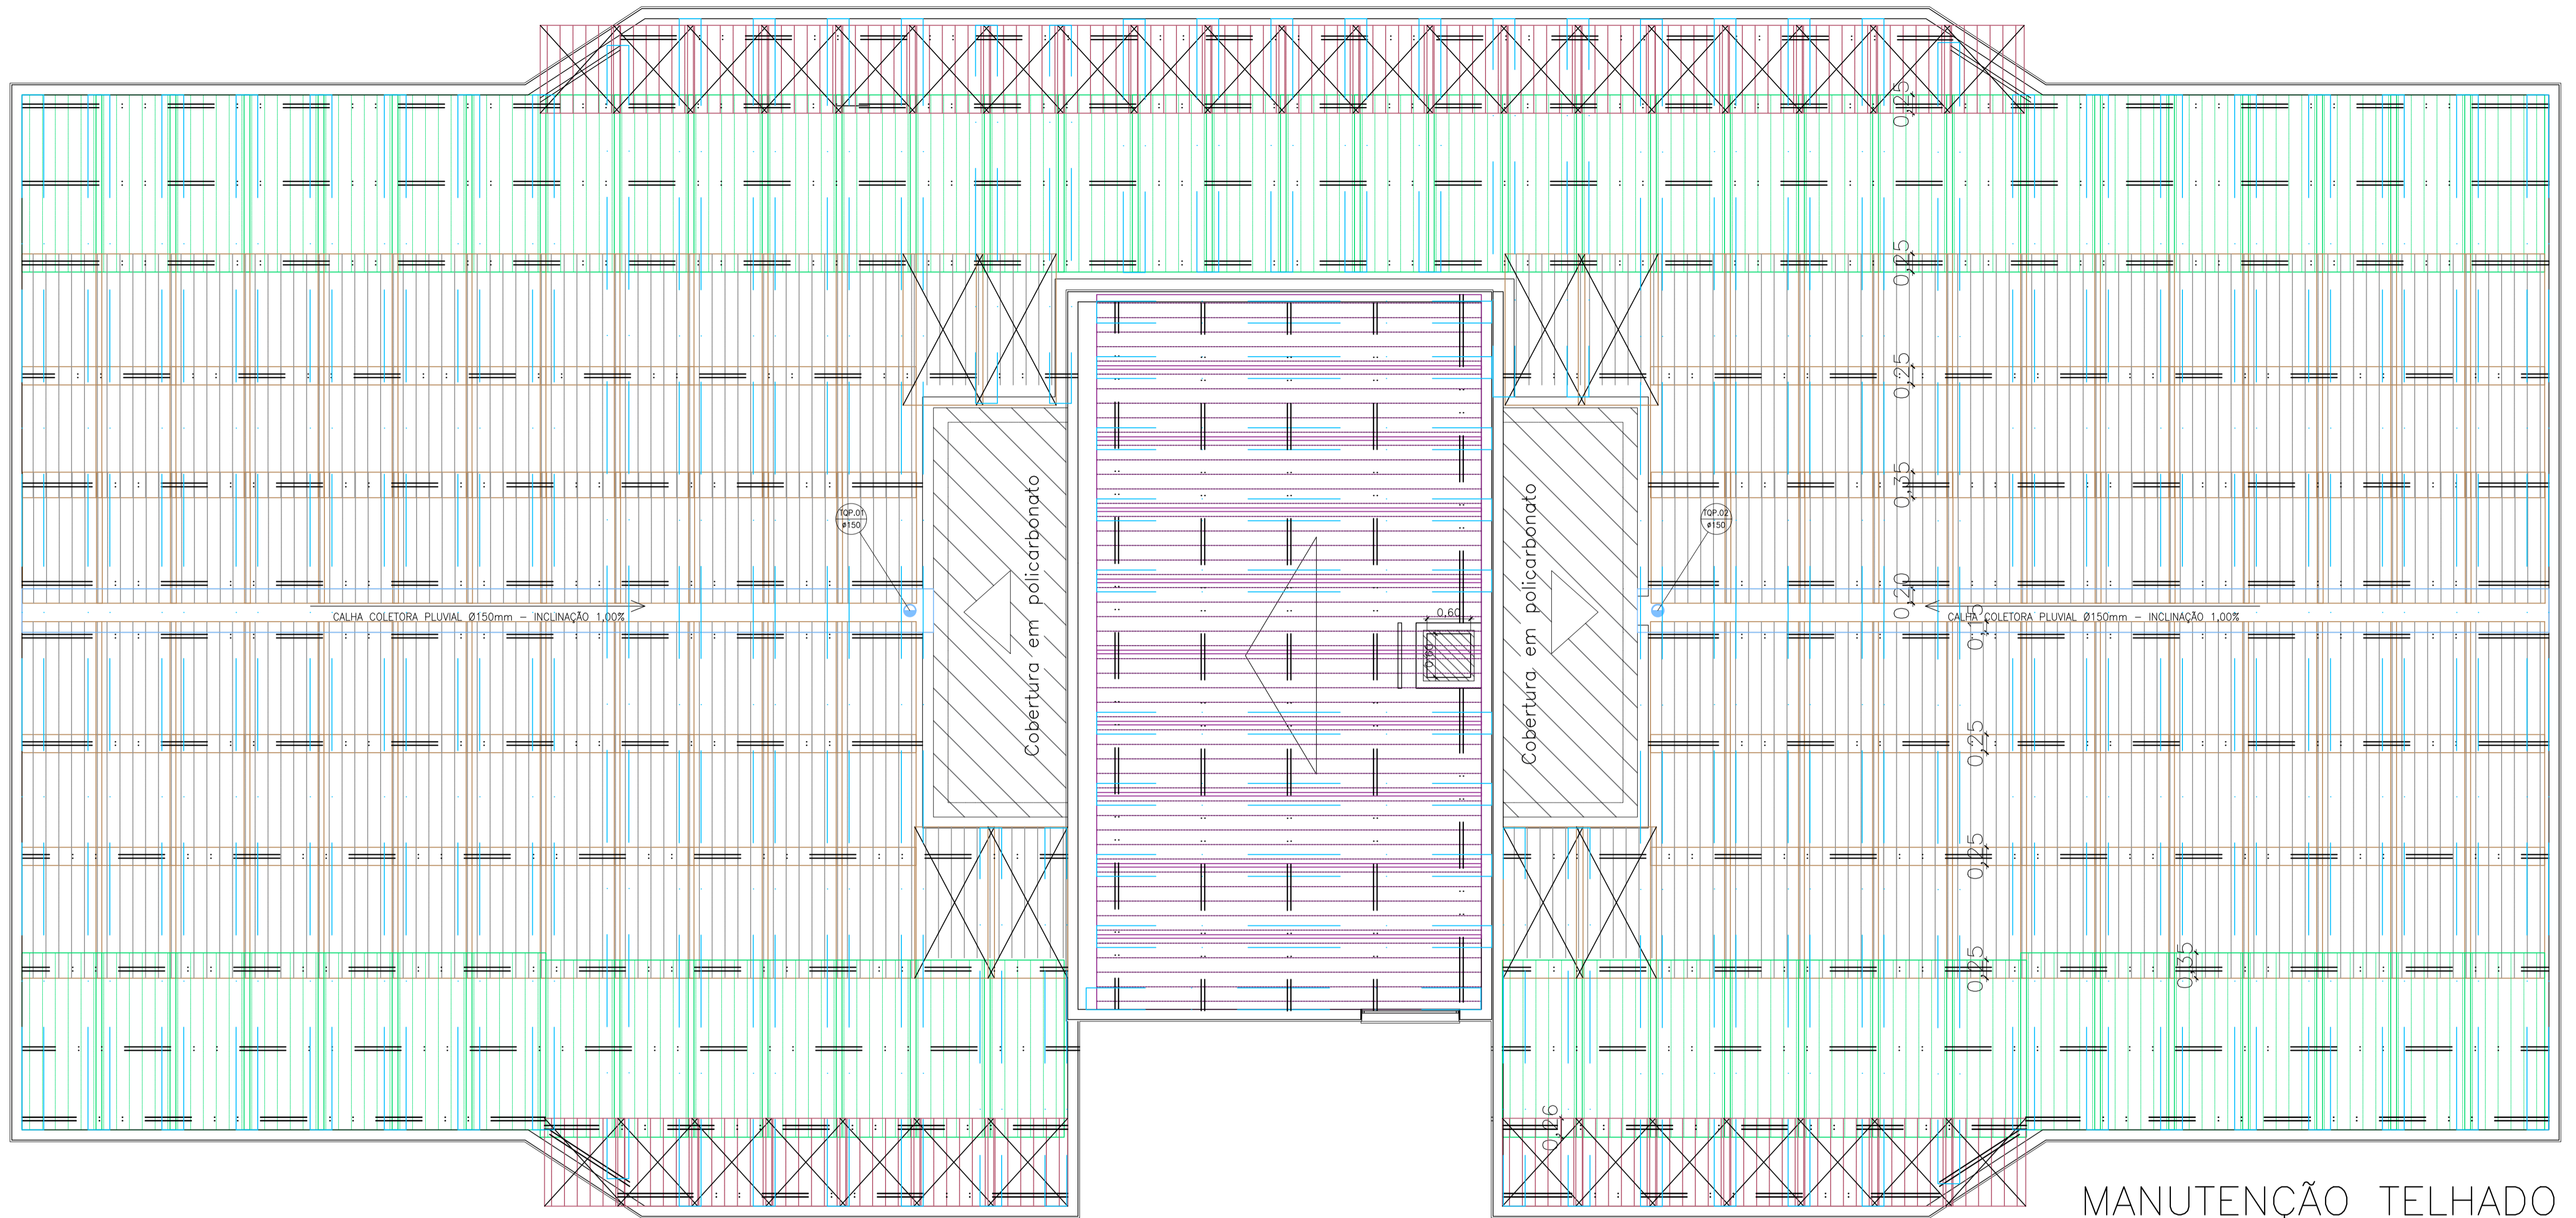 0,25
0,25
0,25
0,35
0,20
0,15
0,25
0,25
0,25
0,35
0,26
TQP.01
ø150
TQP.02
ø150
CALHA COLETORA PLUVIAL Ø150mm – INCLINAÇÃO 1,00%
CALHA COLETORA PLUVIAL Ø150mm – INCLINAÇÃO 1,00%
Cobertura em policarbonato
Cobertura em policarbonato
0,60
0,60
MANUTENÇÃO TELHADO